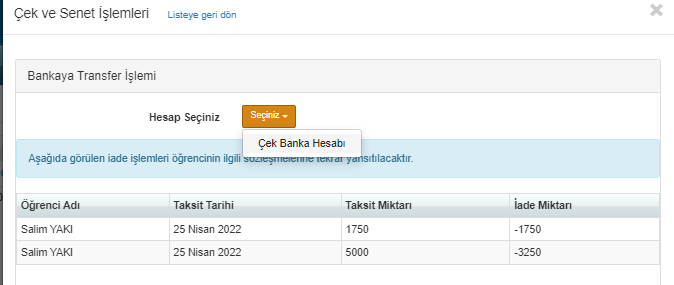 Çek ve Senet İşlemleri Listeye geri dön
Bankaya Transfer İşlemi
Hesap Seçiniz Seçiniz
Çek Banka Hesabı
Aşağıda görülen iade işlemleri öğrencinin ilgili sözleşmelerine tekrar yansıtılacaktır.
Öğrenci Adı Taksit Tarihi Taksit Miktarı İade Miktarı
Salim YAKI 25 Nisan 2022 1750 -1750
Salim YAKI 25 Nisan 2022 5000 -3250